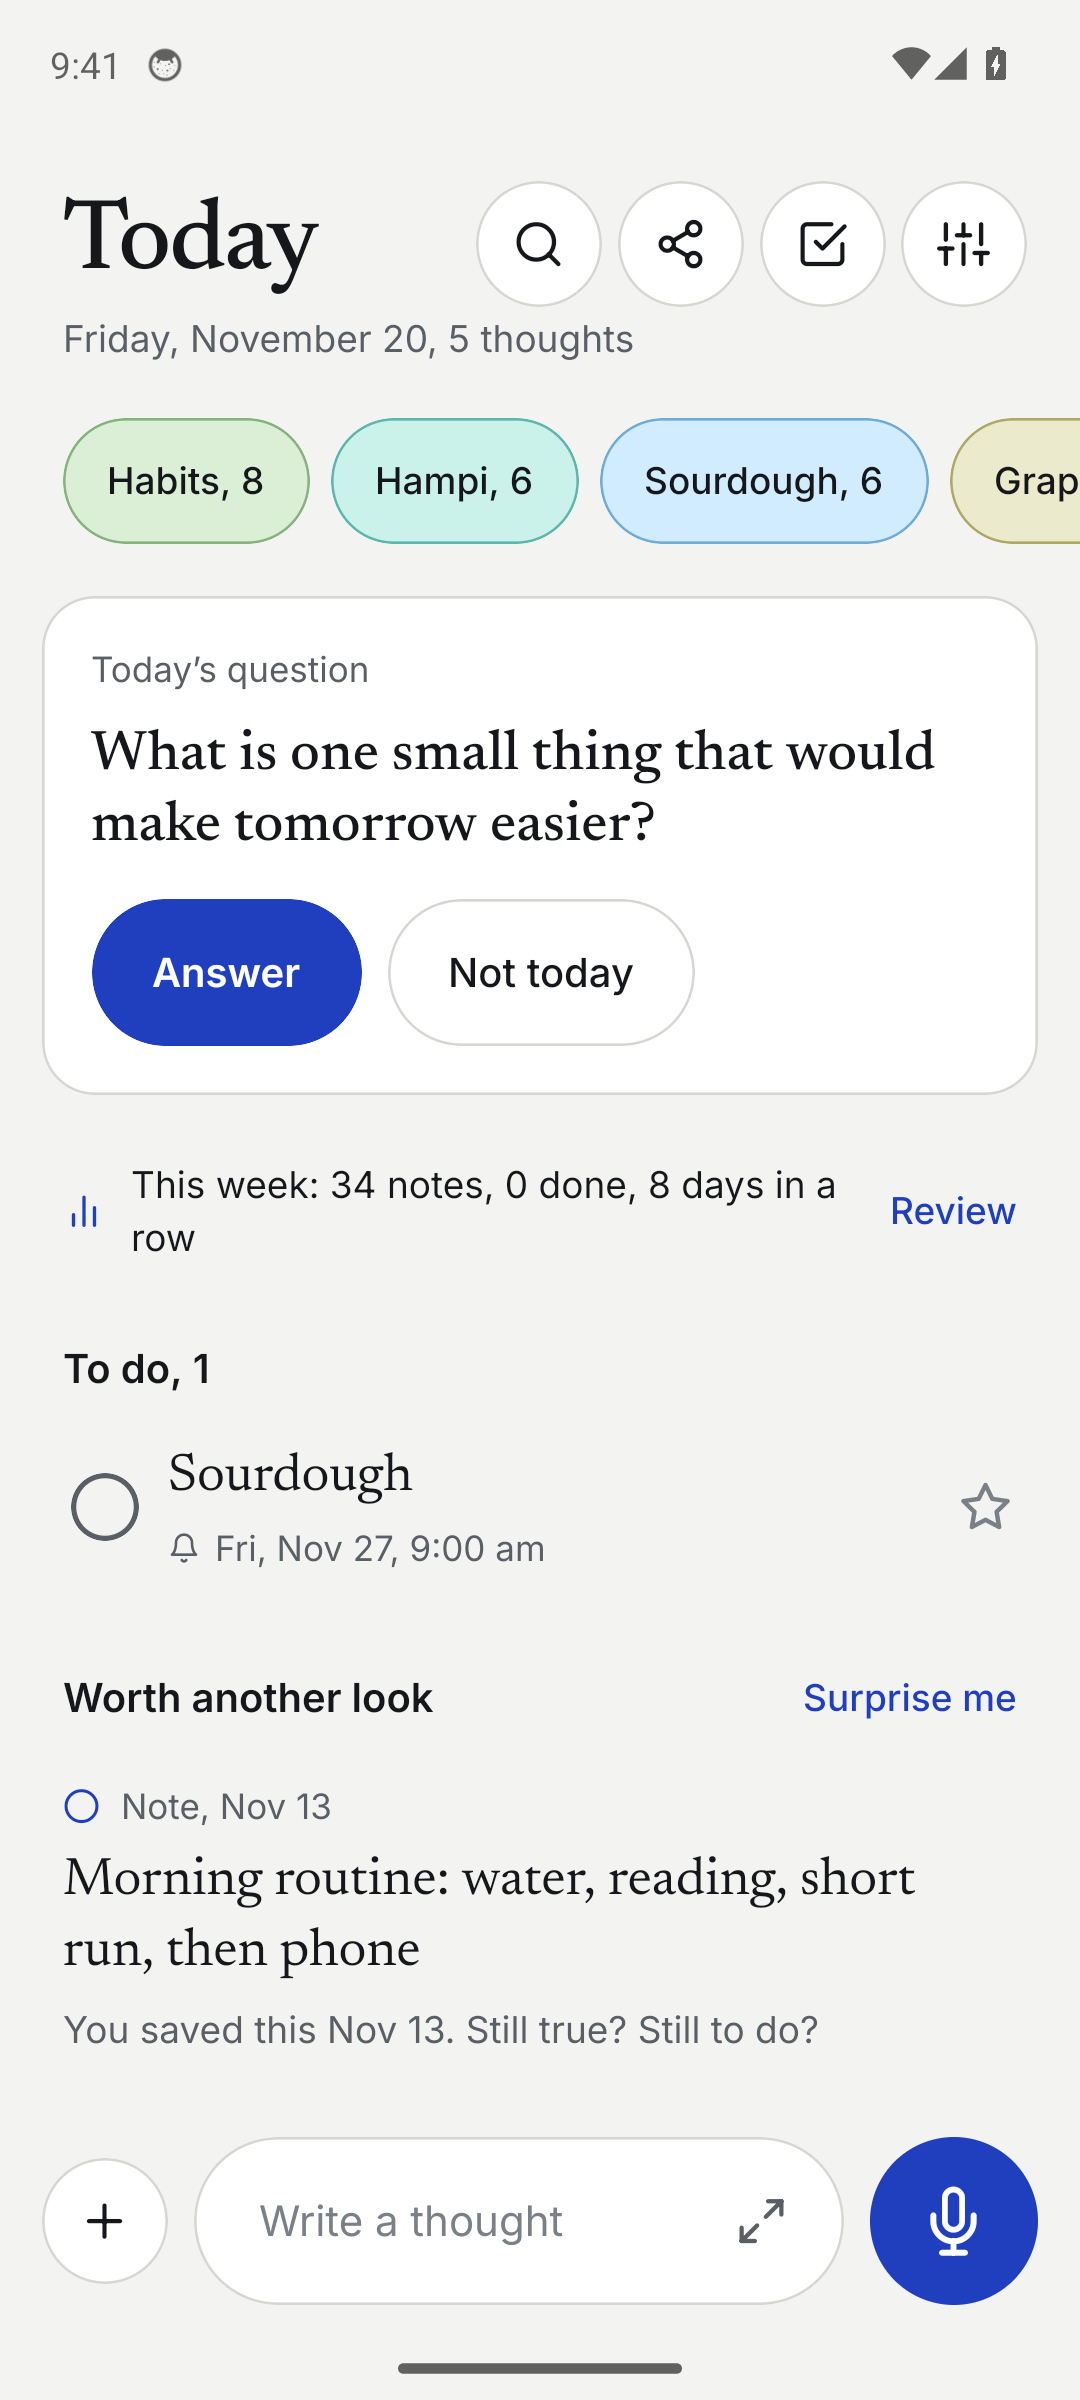 9:41
Today
Friday, November 20, 5 thoughts
Habits, 8
Hampi, 6
Sourdough, 6
Grap
Today’s question
What is one small thing that would
make tomorrow easier?
Answer
Not today
This week: 34 notes, 0 done, 8 days in a
row
Review
To do, 1
Sourdough
Fri, Nov 27, 9:00 am
Worth another look
Surprise me
Note, Nov 13
Morning routine: water, reading, short
run, then phone
You saved this Nov 13. Still true? Still to do?
Write a thought